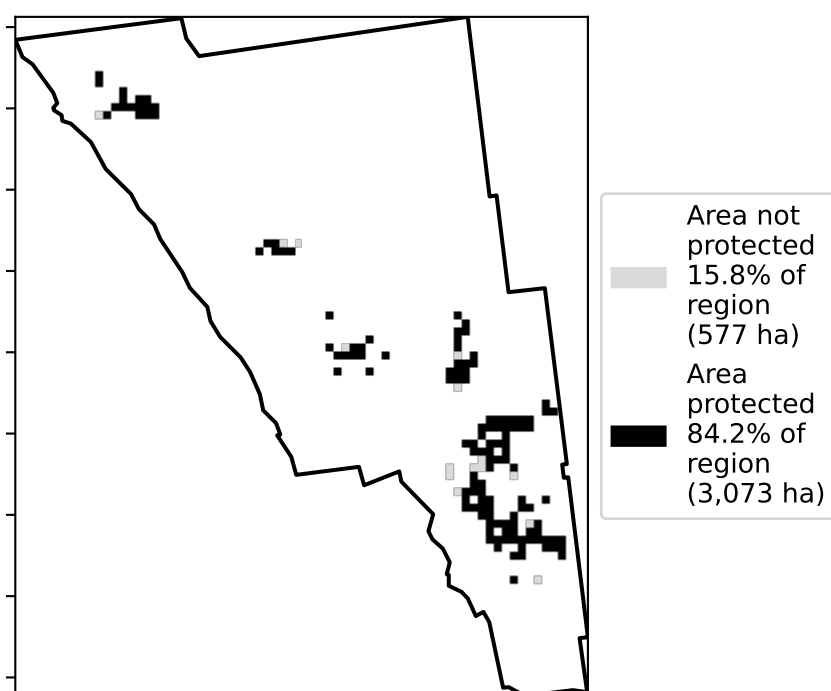 Area not
protected
15.8% of
region
(577 ha)
Area
protected
84.2% of
region
(3,073 ha)